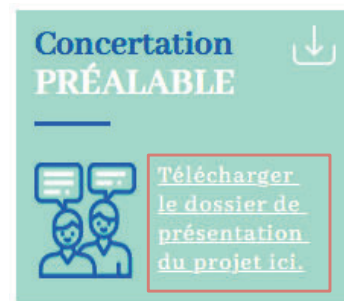 Concertation
PRÉALABLE
Télécharger
le dossier de
présentation
du projet ici.